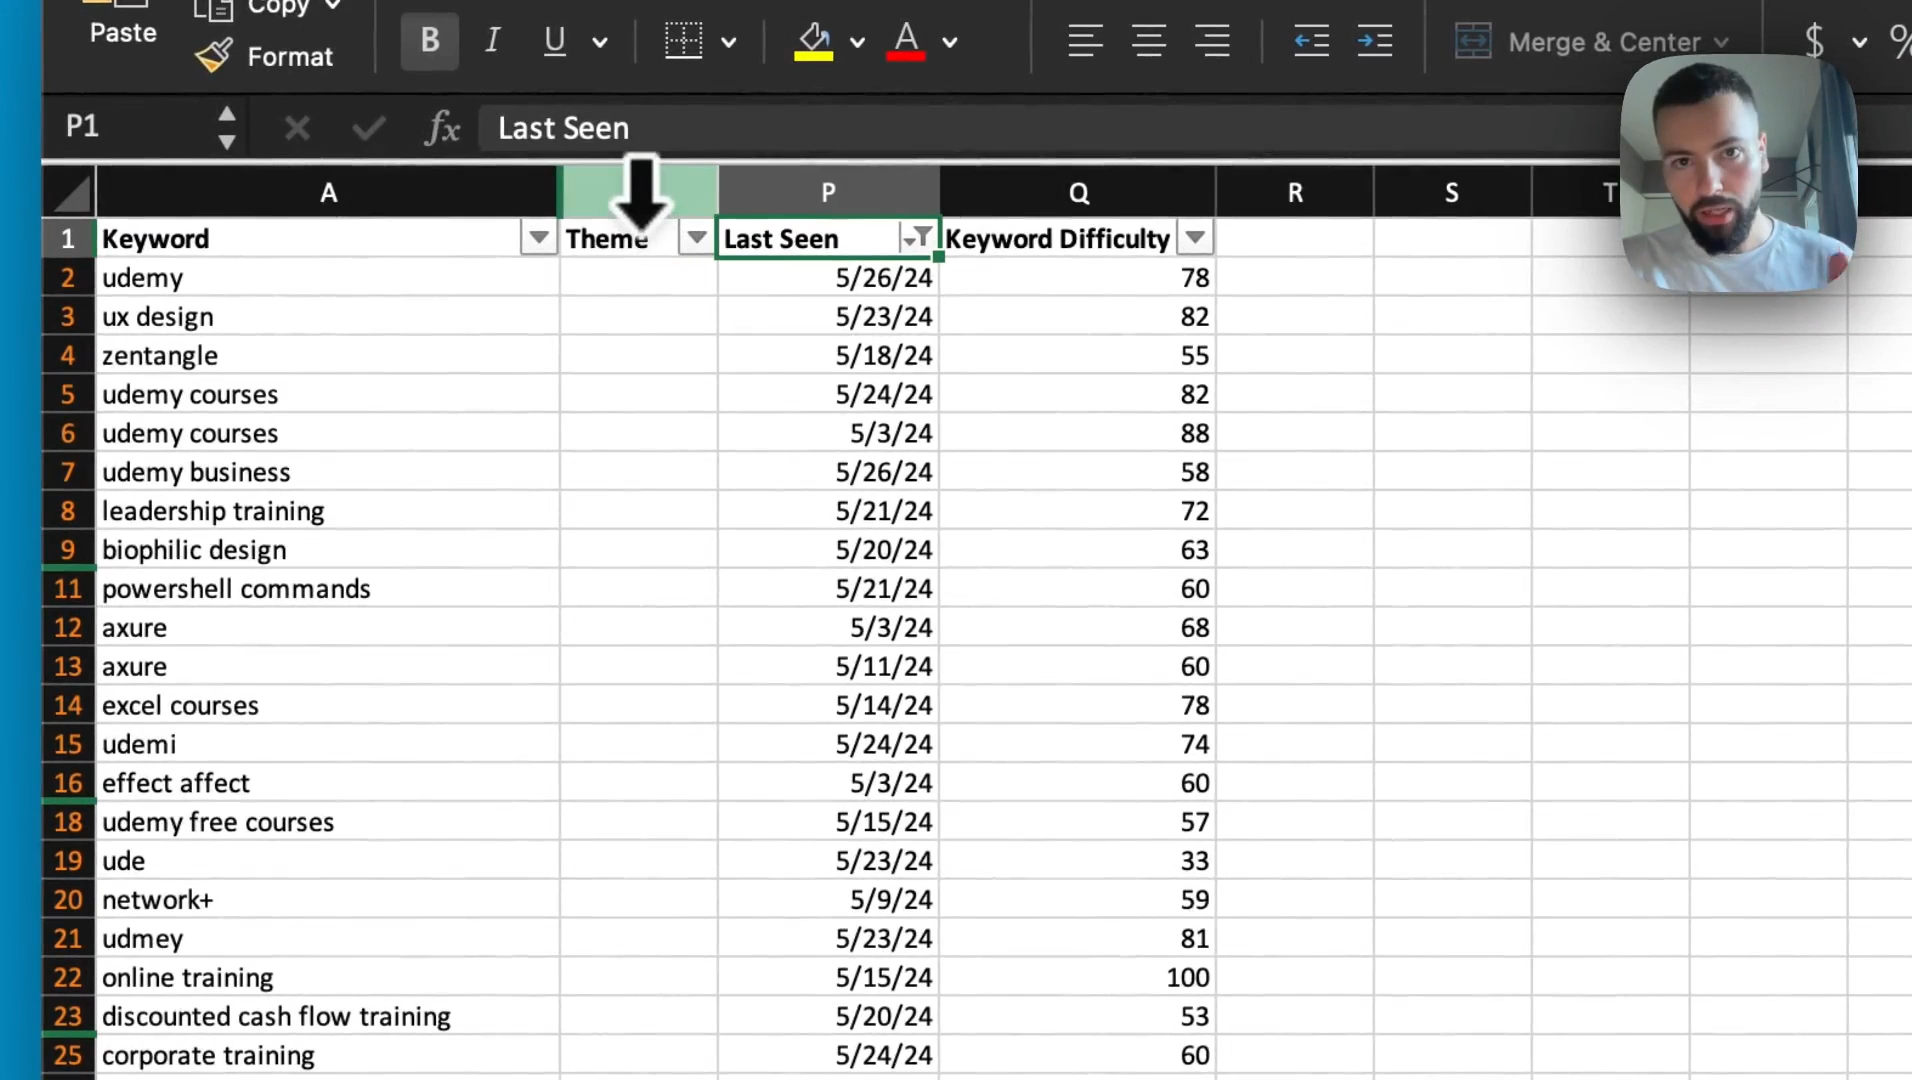 Copy
Paste
Format
B I U A Merge & Center $ %
P1 fx Last Seen
A P Q R S T
1 Keyword Theme Last Seen Keyword Difficulty
2 udemy 5/26/24 78
3 ux design 5/23/24 82
4 zentangle 5/18/24 55
5 udemy courses 5/24/24 82
6 udemy courses 5/3/24 88
7 udemy business 5/26/24 58
8 leadership training 5/21/24 72
9 biophilic design 5/20/24 63
11 powershell commands 5/21/24 60
12 axure 5/3/24 68
13 axure 5/11/24 60
14 excel courses 5/14/24 78
15 udemi 5/24/24 74
16 effect affect 5/3/24 60
18 udemy free courses 5/15/24 57
19 ude 5/23/24 33
20 network+ 5/9/24 59
21 udmey 5/23/24 81
22 online training 5/15/24 100
23 discounted cash flow training 5/20/24 53
25 corporate training 5/24/24 60